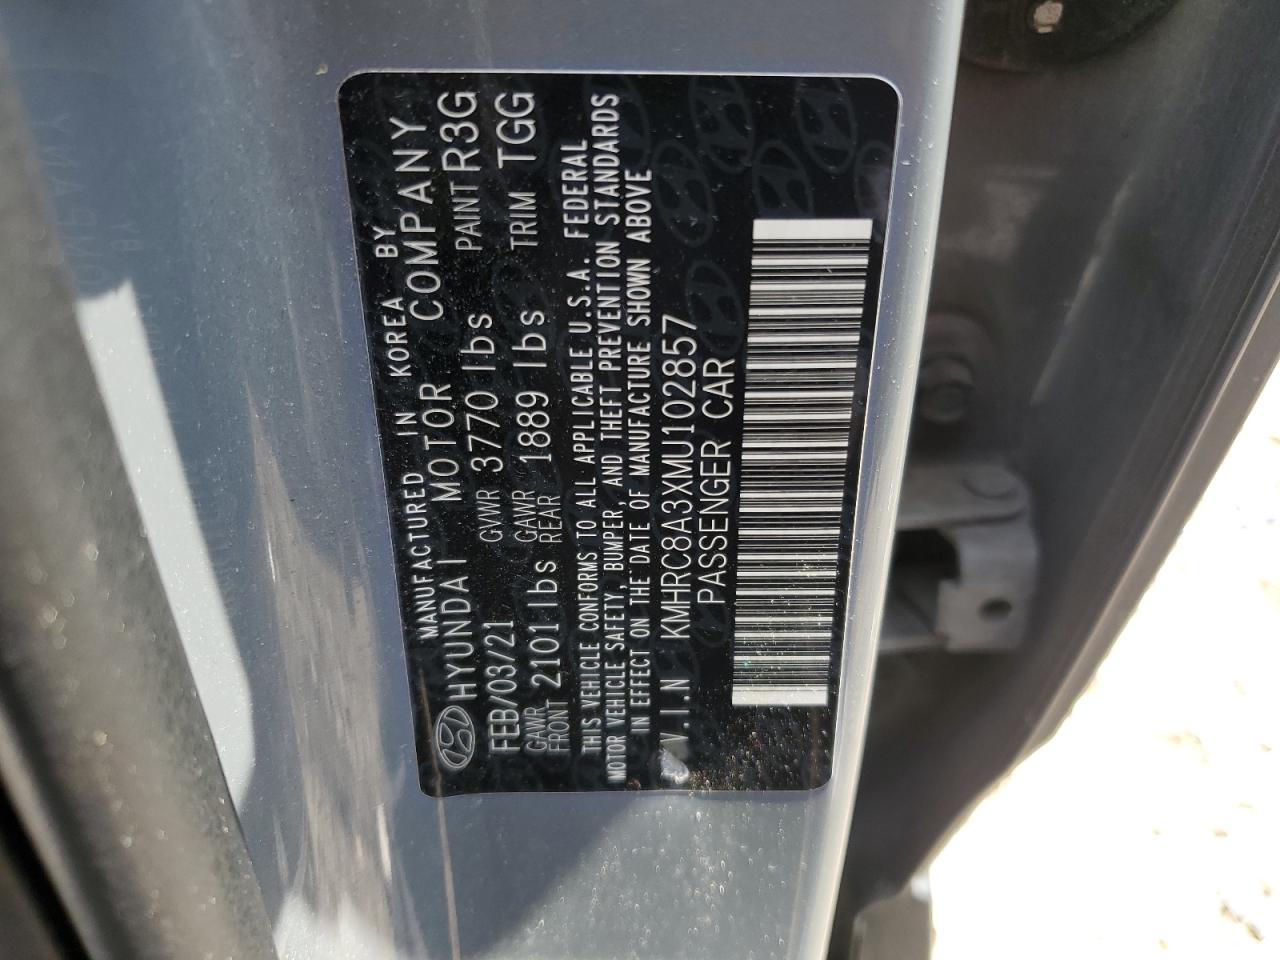 MANUFACTURED IN KOREA BY
HYUNDAI MOTOR COMPANY
FEB/03/21 GVWR 3770 lbs PAINT R3G
GAWR FRONT 2101 lbs GAWR REAR 1889 lbs TRIM TGG
THIS VEHICLE CONFORMS TO ALL APPLICABLE U.S.A. FEDERAL
MOTOR VEHICLE SAFETY, BUMPER, AND THEFT PREVENTION STANDARDS
IN EFFECT ON THE DATE OF MANUFACTURE SHOWN ABOVE
V.I.N KMHRC8A3XMU102857
PASSENGER CAR